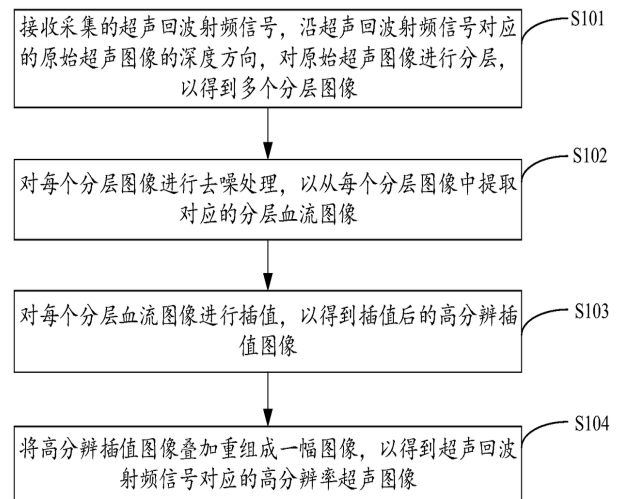 接收采集的超声回波射频信号，沿超声回波射频信号对应
的原始超声图像的深度方向，对原始超声图像进行分层，
以得到多个分层图像
S101
对每个分层图像进行去噪处理，以从每个分层图像中提取
对应的分层血流图像
S102
对每个分层血流图像进行插值，以得到插值后的高分辨插
值图像
S103
将高分辨插值图像叠加重组成一幅图像，以得到超声回波
射频信号对应的高分辨率超声图像
S104